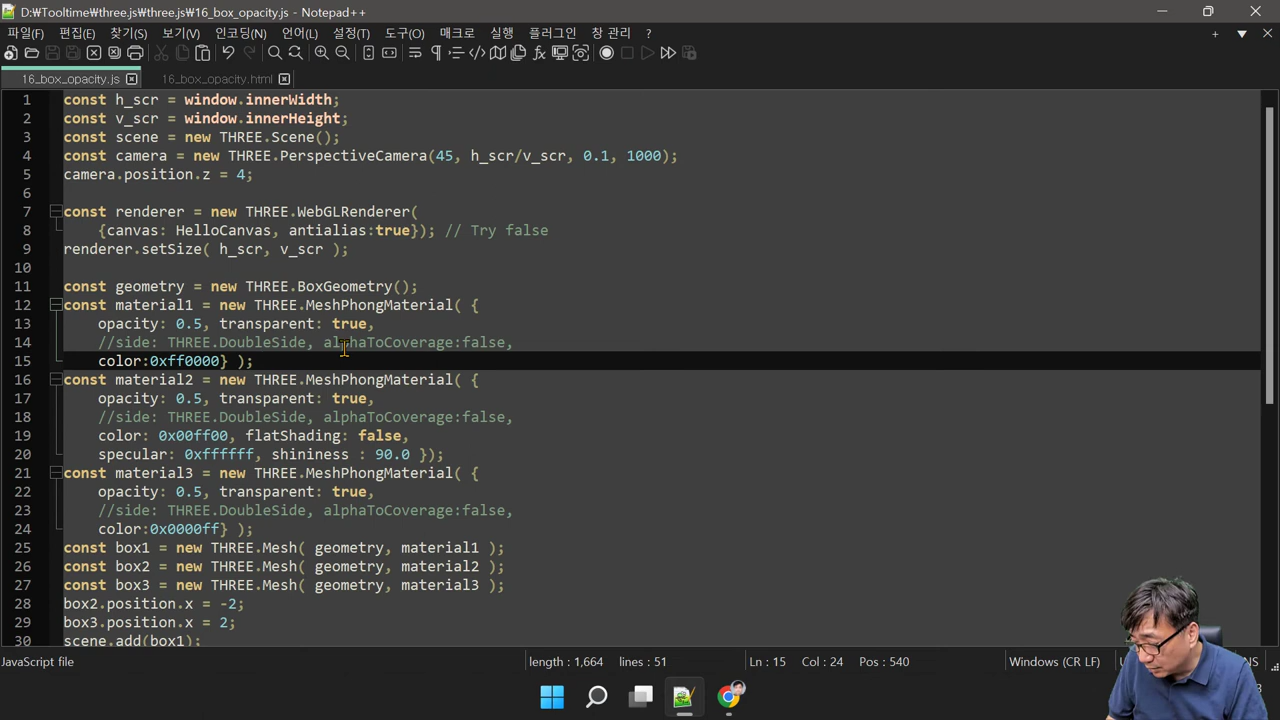 D:₩Tooltime₩three.js₩three.js₩16_box_opacity.js - Notepad++
파일(F) 편집(E) 찾기(S) 보기(V) 인코딩(N) 언어(L) 설정(T) 도구(O) 매크로 실행 플러그인 창 관리 ?
16_box_opacity.js 16_box_opacity.html
1 const h_scr = window.innerWidth;
2 const v_scr = window.innerHeight;
3 const scene = new THREE.Scene();
4 const camera = new THREE.PerspectiveCamera(45, h_scr/v_scr, 0.1, 1000);
5 camera.position.z = 4;
6
7 const renderer = new THREE.WebGLRenderer(
8 {canvas: HelloCanvas, antialias:true}); // Try false
9 renderer.setSize( h_scr, v_scr );
10
11 const geometry = new THREE.BoxGeometry();
12 const material1 = new THREE.MeshPhongMaterial( {
13 opacity: 0.5, transparent: true,
14 //side: THREE.DoubleSide, alphaToCoverage:false,
15 color:0xff0000} );
16 const material2 = new THREE.MeshPhongMaterial( {
17 opacity: 0.5, transparent: true,
18 //side: THREE.DoubleSide, alphaToCoverage:false,
19 color: 0x00ff00, flatShading: false,
20 specular: 0xffffff, shininess : 90.0 });
21 const material3 = new THREE.MeshPhongMaterial( {
22 opacity: 0.5, transparent: true,
23 //side: THREE.DoubleSide, alphaToCoverage:false,
24 color:0x0000ff} );
25 const box1 = new THREE.Mesh( geometry, material1 );
26 const box2 = new THREE.Mesh( geometry, material2 );
27 const box3 = new THREE.Mesh( geometry, material3 );
28 box2.position.x = -2;
29 box3.position.x = 2;
30 scene.add(box1);
JavaScript file length : 1,664 lines : 51 Ln : 15 Col : 24 Pos : 540 Windows (CR LF)